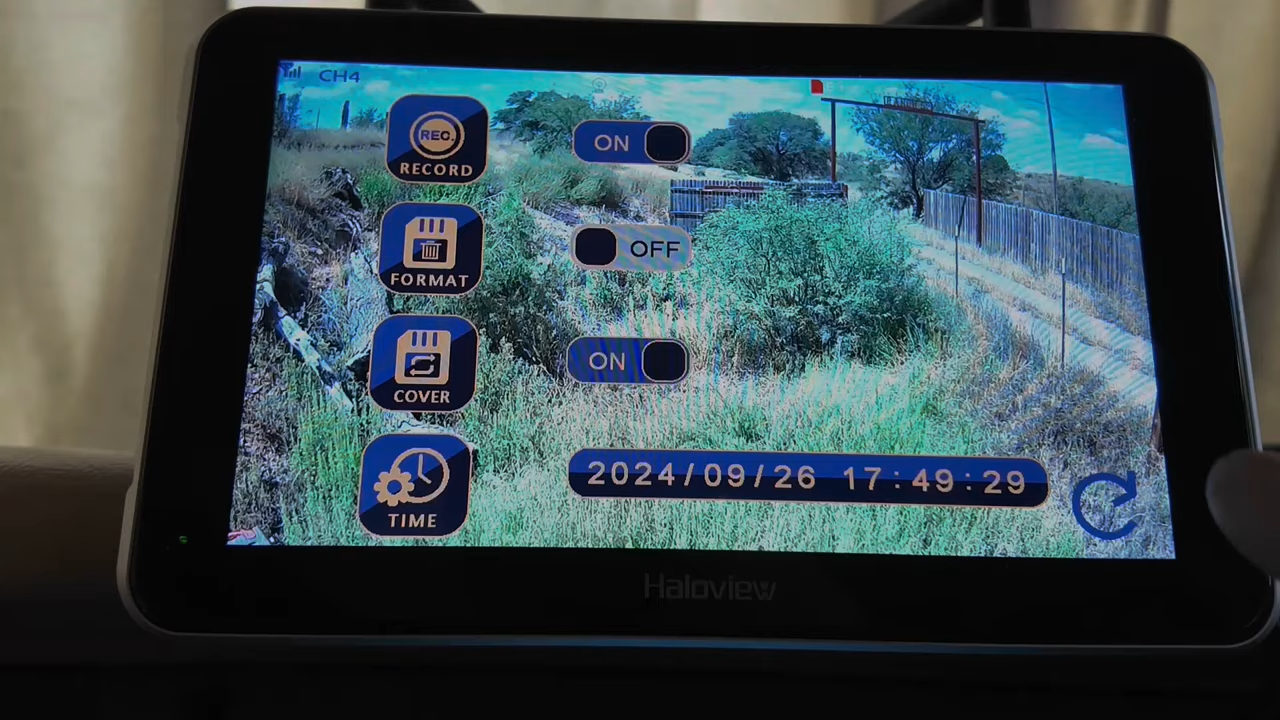 CH4
REC.
RECORD
ON
FORMAT
OFF
COVER
ON
TIME
2024/09/26 17:49:29
Haloview